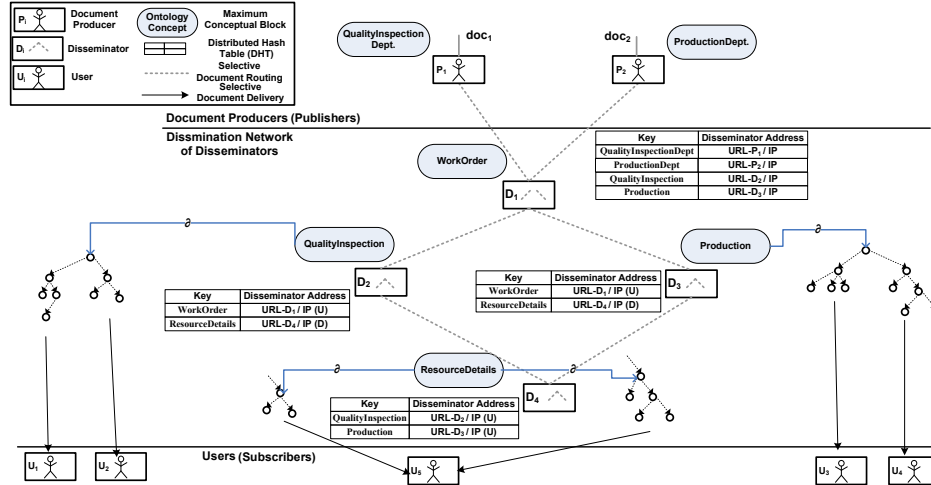 Pi
Document
Producer
Ontology
Concept
Maximum
Conceptual Block
Di
Disseminator
Distributed Hash
Table (DHT)
Ui
User
Selective
Document Routing
Selective
Document Delivery
QualityInspection
Dept.
doc1
doc2
ProductionDept.
P1
P2
Document Producers (Publishers)
Dissmination Network
of Disseminators
WorkOrder
D1
Key Disseminator Address
QualityInspectionDept URL-P1 / IP
ProductionDept URL-P2 / IP
QualityInspection URL-D2 / IP
Production URL-D3 / IP
∂
∂
QualityInspection
Production
D2
D3
Key Disseminator Address
WorkOrder URL-D1 / IP (U)
ResourceDetails URL-D4 / IP (D)
Key Disseminator Address
WorkOrder URL-D1 / IP (U)
ResourceDetails URL-D4 / IP (D)
∂
ResourceDetails
∂
D4
Key Disseminator Address
QualityInspection URL-D2 / IP (U)
Production URL-D3 / IP (U)
Users (Subscribers)
U1
U2
U5
U3
U4